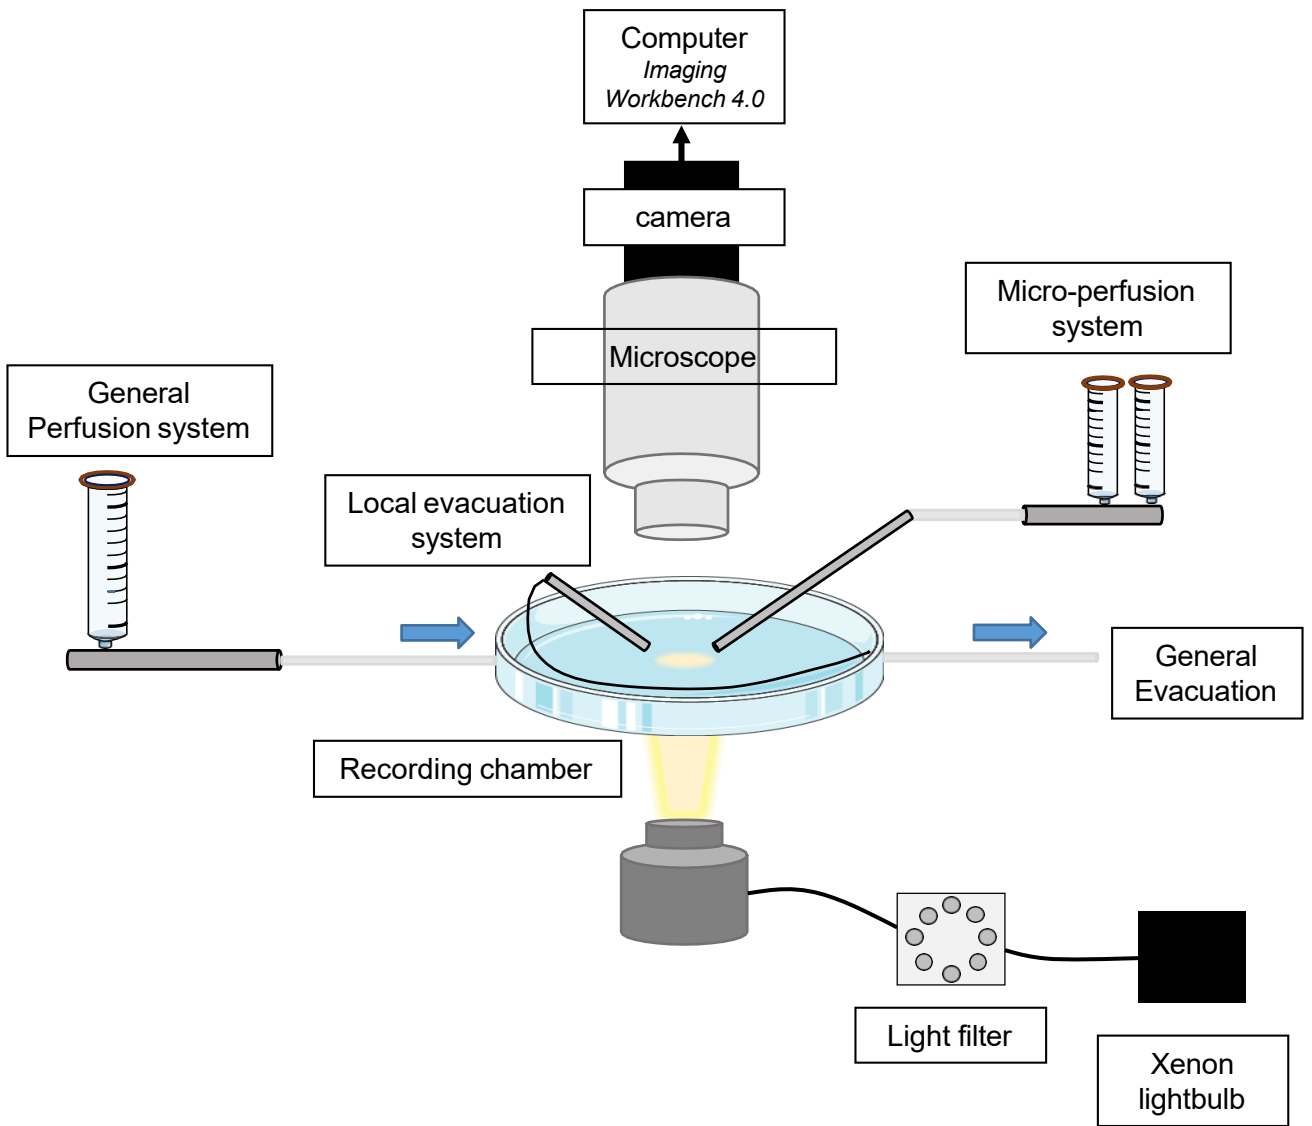 Computer
Imaging
Workbench 4.0
camera
Microscope
Micro-perfusion
system
General
Perfusion system
Local evacuation
system
General
Evacuation
Recording chamber
Light filter
Xenon
lightbulb